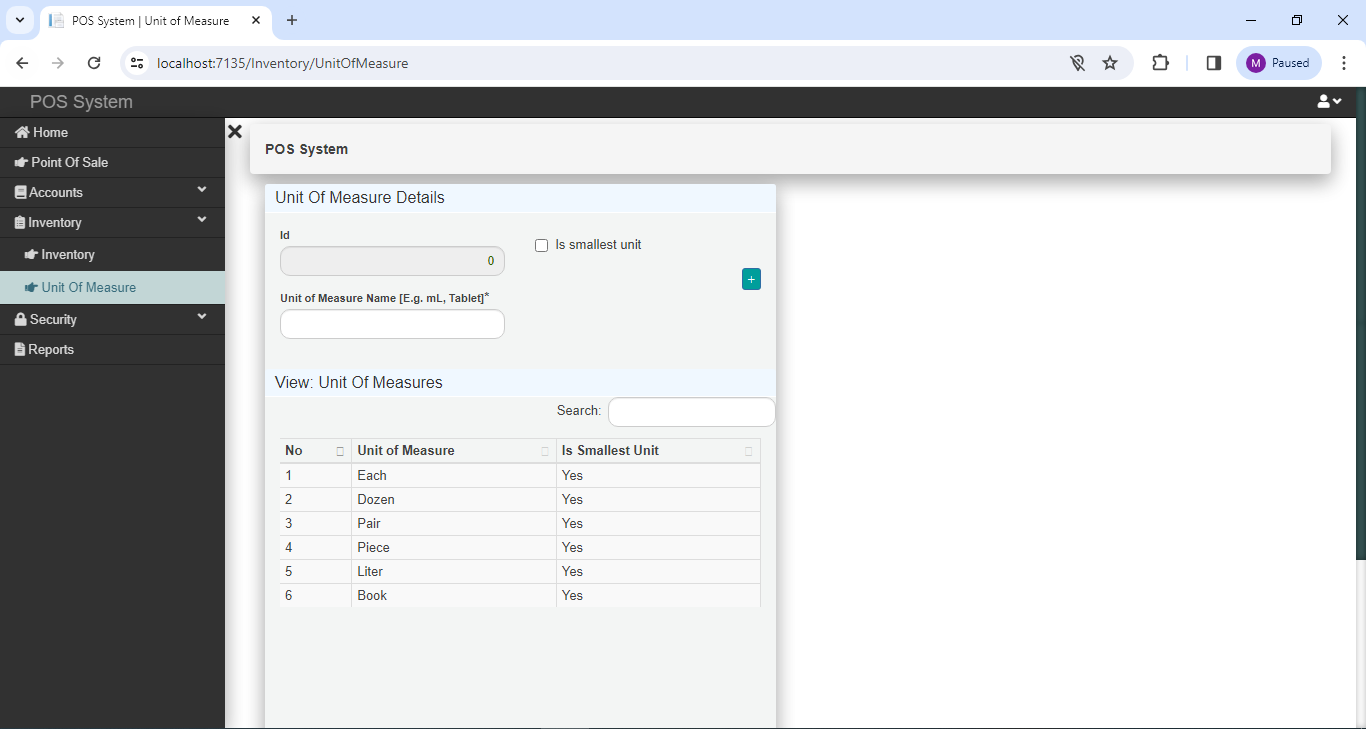 POS System | Unit of Measure
localhost:7135/Inventory/UnitOfMeasure
M Paused
POS System
Home
Point Of Sale
Accounts
Inventory
Inventory
Unit Of Measure
Security
Reports
POS System
Unit Of Measure Details
Id
0
Is smallest unit
+
Unit of Measure Name [E.g. mL, Tablet]*
View: Unit Of Measures
Search:
No Unit of Measure Is Smallest Unit
1 Each Yes
2 Dozen Yes
3 Pair Yes
4 Piece Yes
5 Liter Yes
6 Book Yes